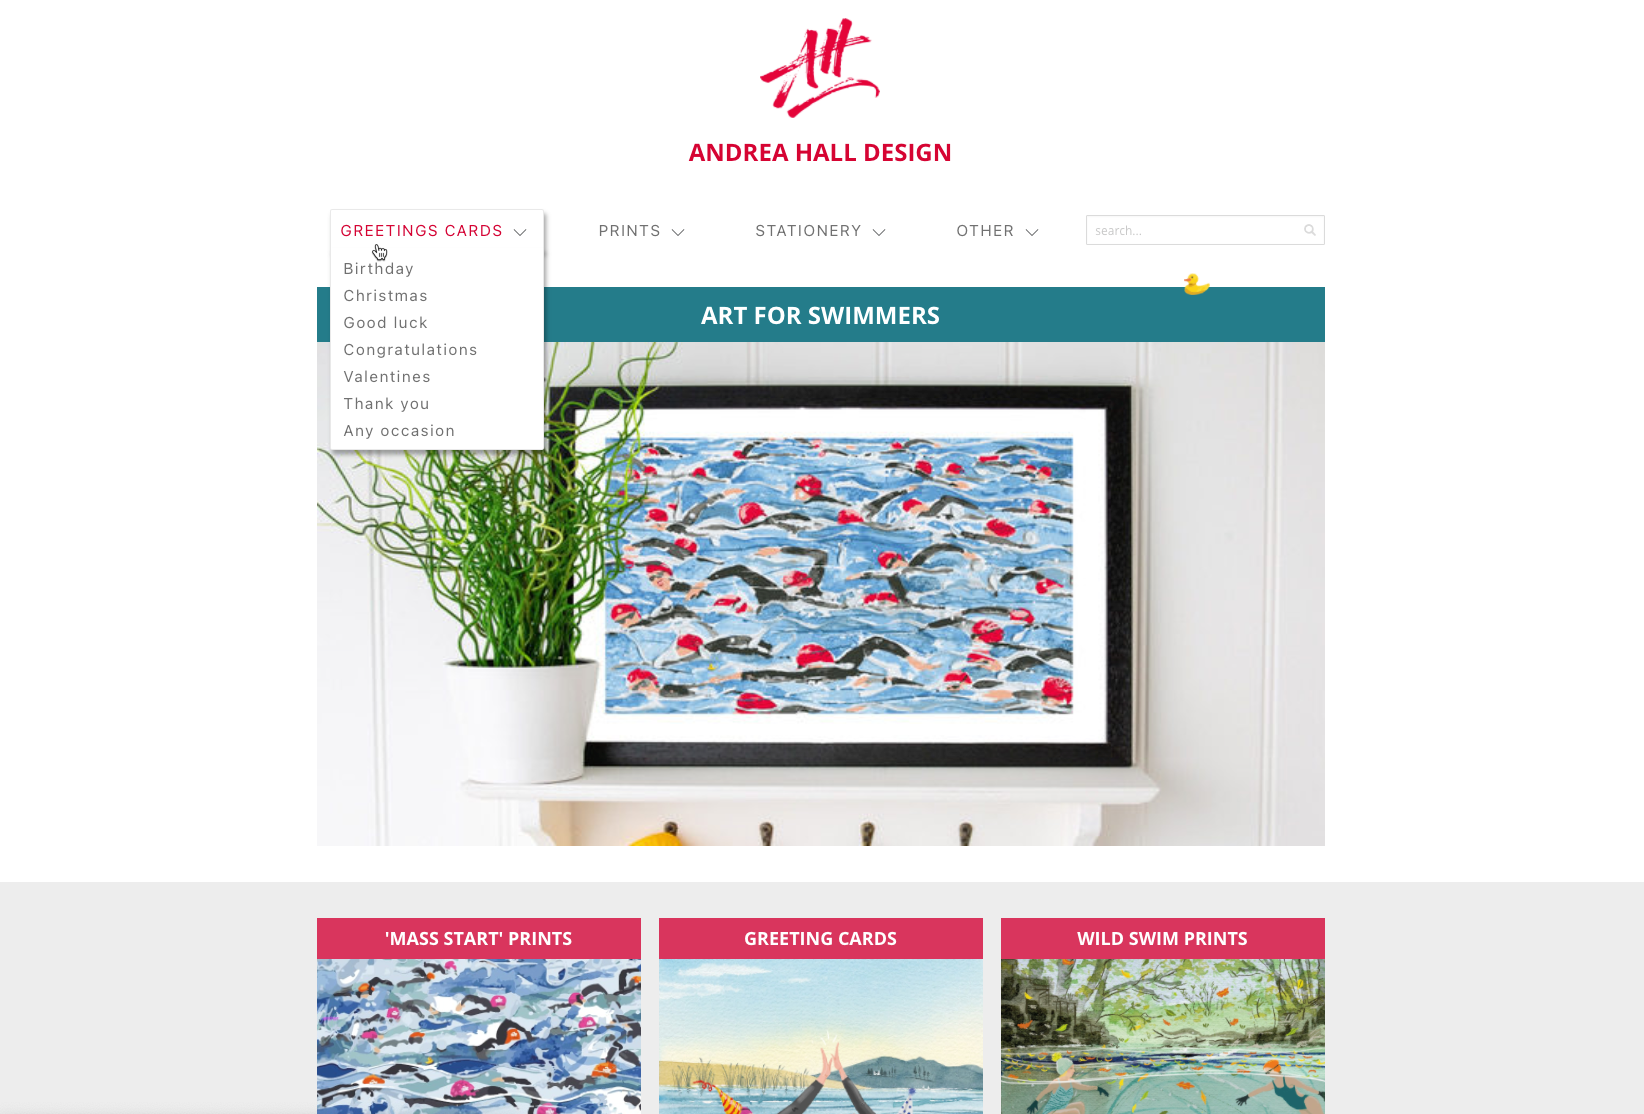 ANDREA HALL DESIGN
GREETINGS CARDS
PRINTS
STATIONERY
OTHER
search...
Birthday
Christmas
Good luck
Congratulations
Valentines
Thank you
Any occasion
ART FOR SWIMMERS
'MASS START' PRINTS
GREETING CARDS
WILD SWIM PRINTS